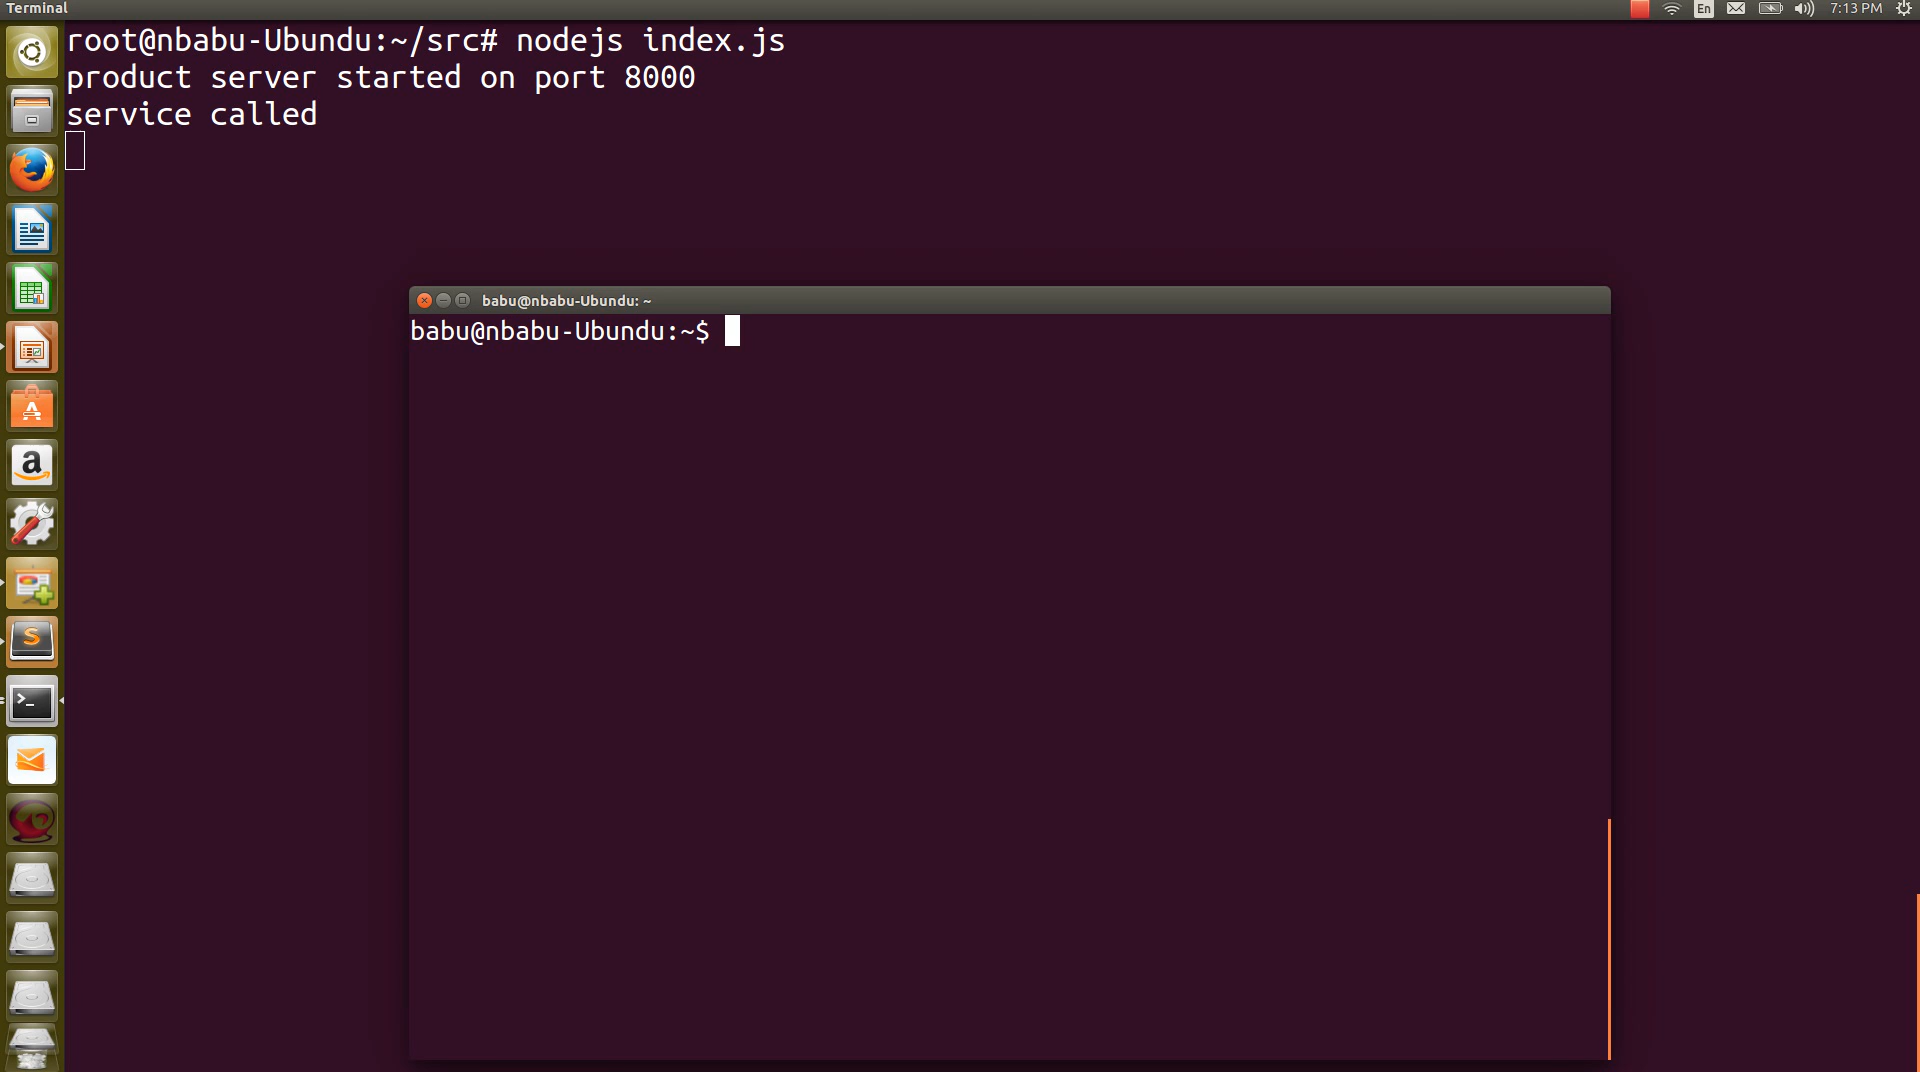 Terminal
En
7:13 PM
root@nbabu-Ubundu:~/src# nodejs index.js
product server started on port 8000
service called
babu@nbabu-Ubundu: ~
babu@nbabu-Ubundu:~$